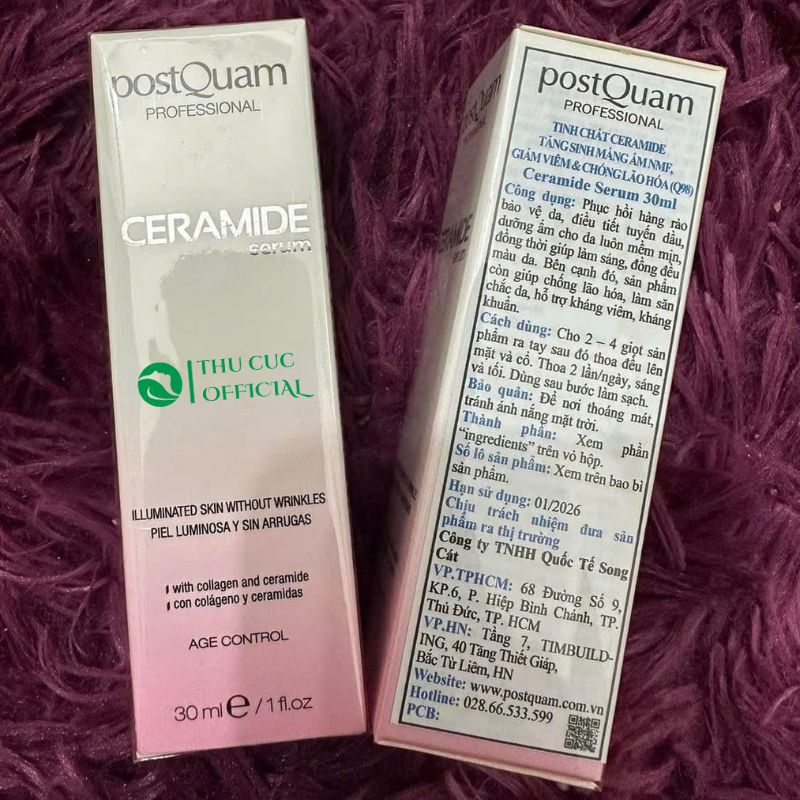 postQuam
PROFESSIONAL
CERAMIDE
serum
THU CUC
OFFICIAL
ILLUMINATED SKIN WITHOUT WRINKLES
PIEL LUMINOSA Y SIN ARRUGAS
with collagen and ceramide
con colágeno y ceramidas
AGE CONTROL
30 ml e / 1 fl.oz
postQuam
PROFESSIONAL
TINH CHẤT CERAMIDE
TĂNG SINH MÀNG ẨM NMF,
GIẢM VIÊM & CHỐNG LÃO HÓA (Q98)
Ceramide Serum 30ml
Công dụng: Phục hồi hàng rào
bảo vệ da, điều tiết tuyến dầu,
dưỡng ẩm cho da luôn mềm mịn,
đồng thời giúp làm sáng, đồng đều
màu da. Bên cạnh đó, sản phẩm
còn giúp chống lão hóa, làm săn
chắc da, hỗ trợ kháng viêm, kháng
khuẩn.
Cách dùng: Cho 2 – 4 giọt sản
phẩm ra tay sau đó thoa đều lên
mặt và cổ. Thoa 2 lần/ngày, sáng
và tối. Dùng sau bước làm sạch.
Bảo quản: Để nơi thoáng mát,
tránh ánh nắng mặt trời.
Thành phần: Xem phần
“ingredients” trên vỏ hộp.
Số lô sản phẩm: Xem trên bao bì
sản phẩm.
Hạn sử dụng: 01/2026
Chịu trách nhiệm đưa sản
phẩm ra thị trường
Công ty TNHH Quốc Tế Song
Cát
VP.TPHCM: 68 Đường Số 9,
KP.6, P. Hiệp Bình Chánh, TP.
Thủ Đức, TP. HCM
VP.HN: Tầng 7, TIMBUILD-
ING, 40 Tăng Thiết Giáp,
Bắc Từ Liêm, HN
Website: www.postquam.com.vn
Hotline: 028.66.533.599
PCB: